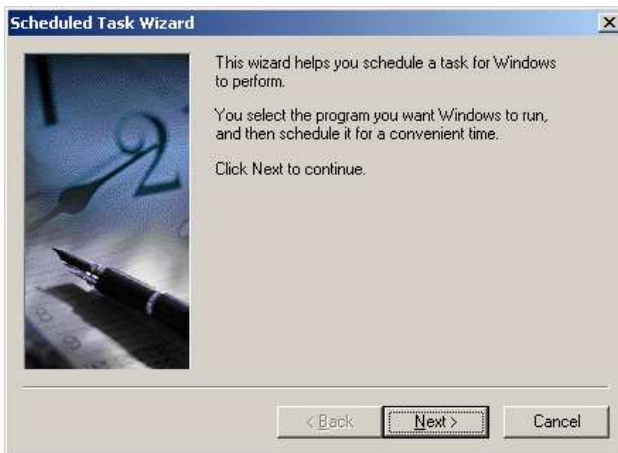 Scheduled Task Wizard
This wizard helps you schedule a task for Windows
to perform.
You select the program you want Windows to run,
and then schedule it for a convenient time.
Click Next to continue.
< Back
Next >
Cancel